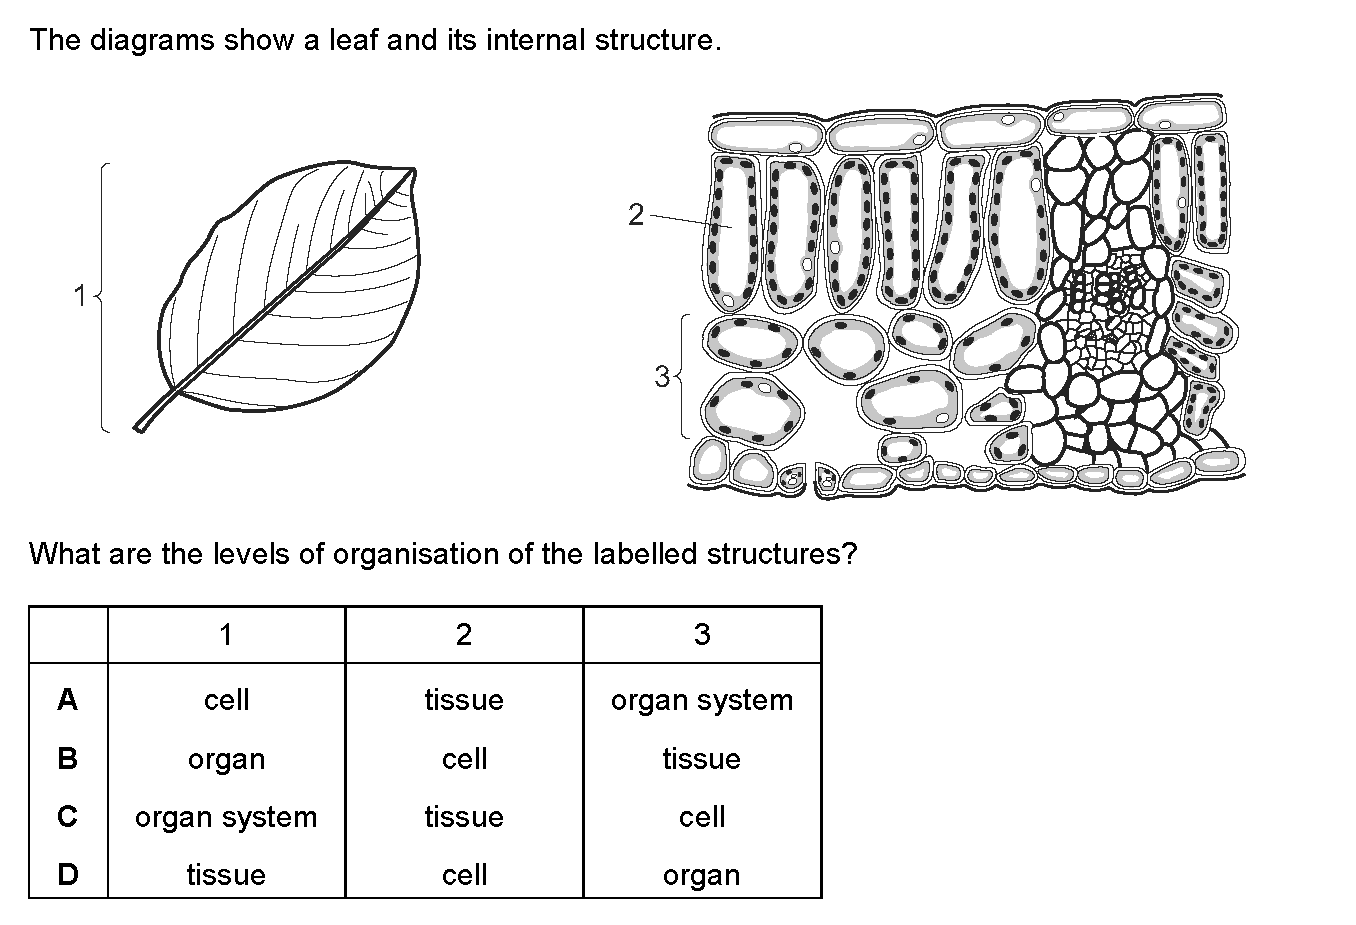 The diagrams show a leaf and its internal structure.
1
2
3
What are the levels of organisation of the labelled structures?
1 2 3
A cell tissue organ system
B organ cell tissue
C organ system tissue cell
D tissue cell organ